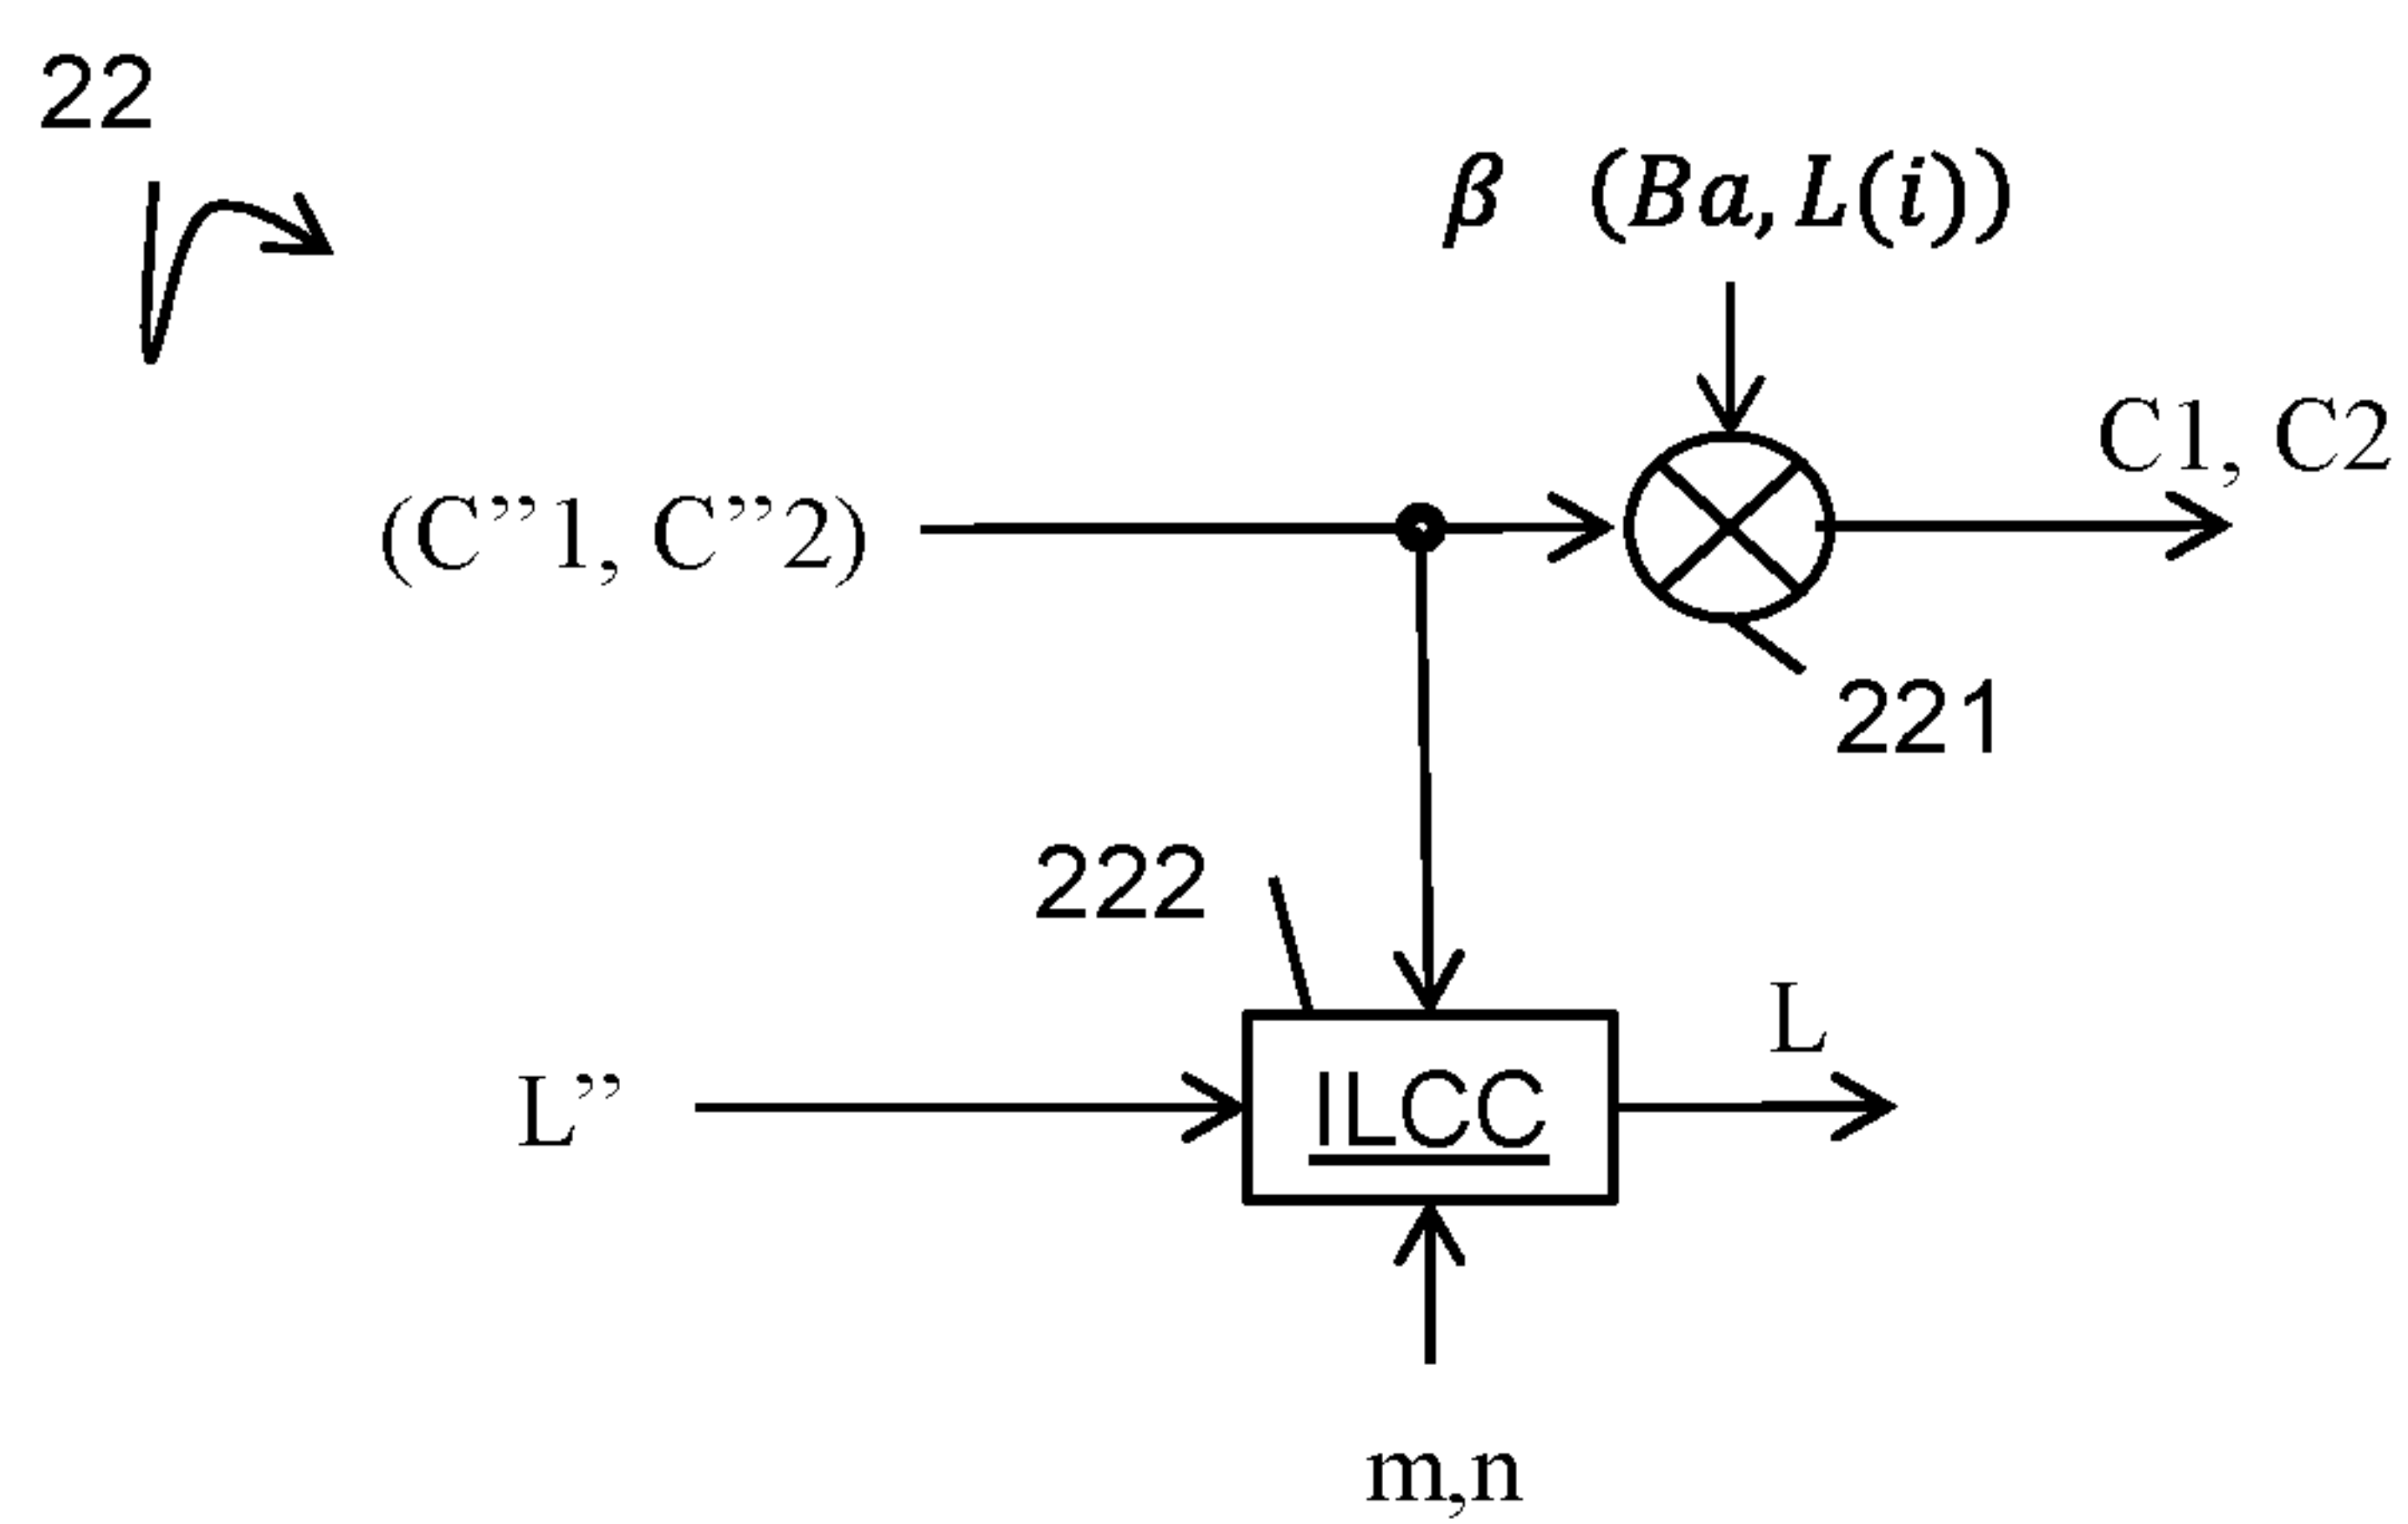 22
β (Ba, L(i))
C1, C2
(C”1, C”2)
221
222
L
L”
ILCC
m,n